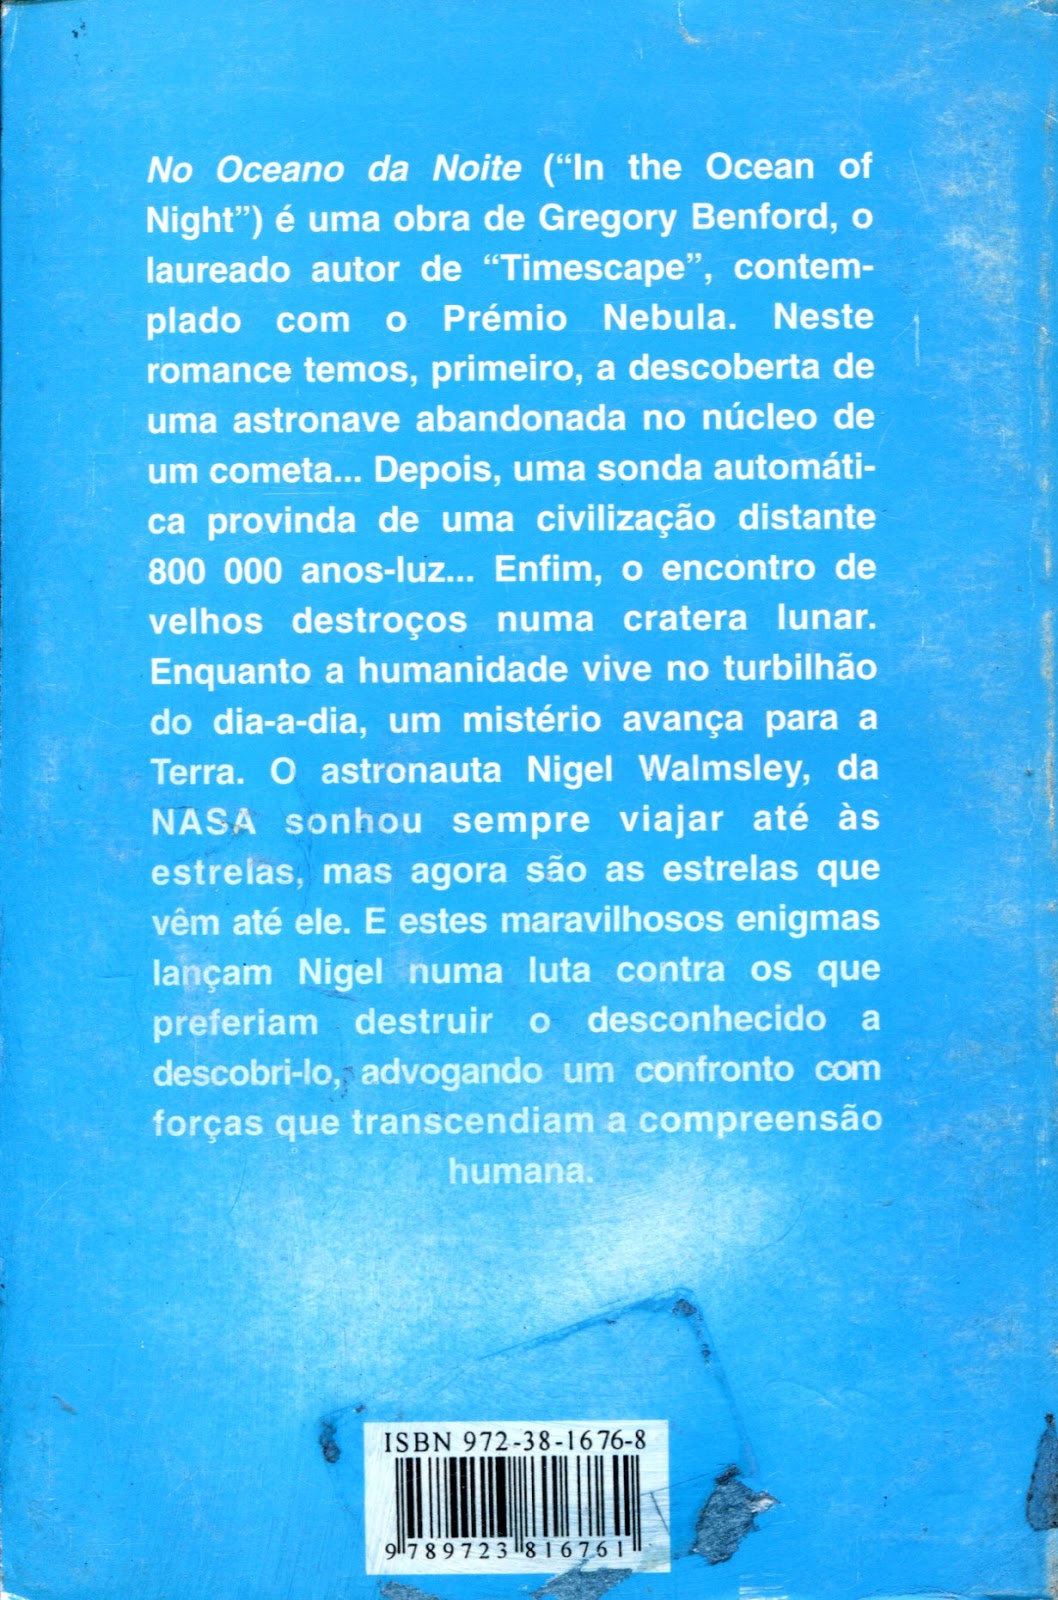 No Oceano da Noite (“In the Ocean of
Night”) é uma obra de Gregory Benford, o
laureado autor de “Timescape”, contem-
plado com o Prémio Nebula. Neste
romance temos, primeiro, a descoberta de
uma astronave abandonada no núcleo de
um cometa... Depois, uma sonda automáti-
ca provinda de uma civilização distante
800 000 anos-luz... Enfim, o encontro de
velhos destroços numa cratera lunar.
Enquanto a humanidade vive no turbilhão
do dia-a-dia, um mistério avança para a
Terra. O astronauta Nigel Walmsley, da
NASA sonhou sempre viajar até às
estrelas, mas agora são as estrelas que
vêm até ele. E estes maravilhosos enigmas
lançam Nigel numa luta contra os que
preferiam destruir o desconhecido a
descobri-lo, advogando um confronto com
forças que transcendiam a compreensão
humana.
ISBN 972-38-1676-8
9 789723 816761